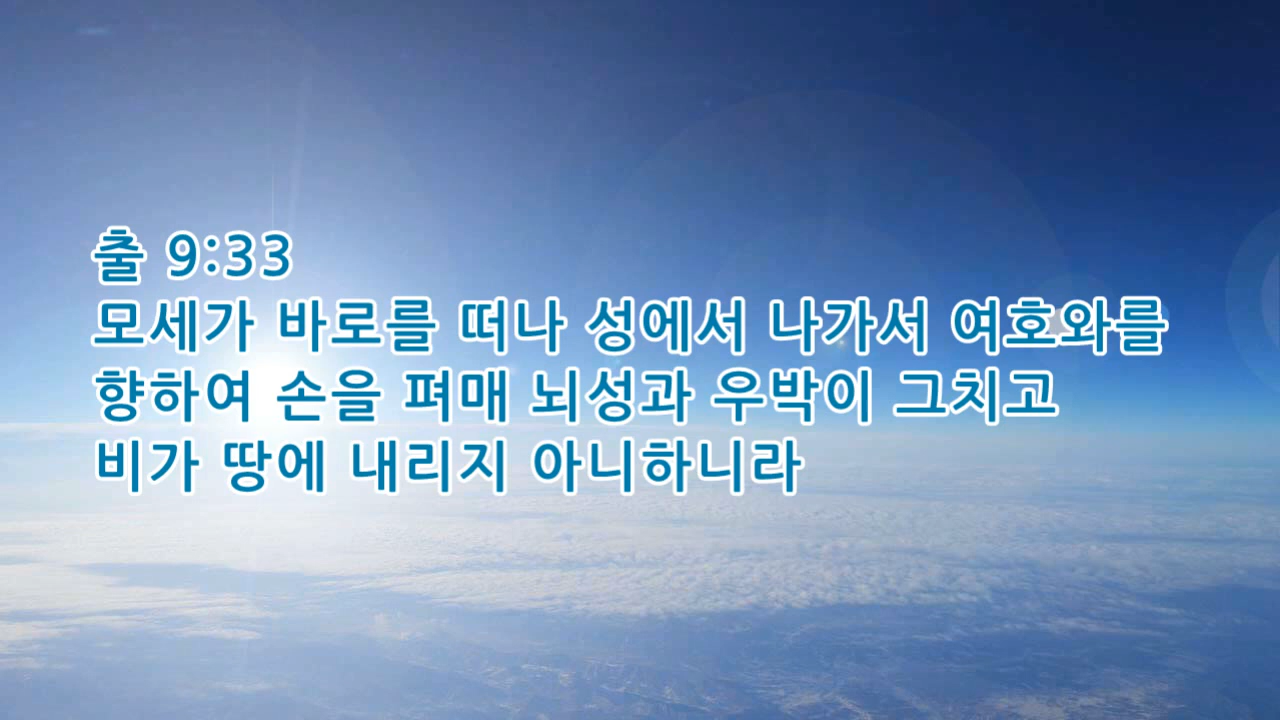 출 9:33
모세가 바로를 떠나 성에서 나가서 여호와를
향하여 손을 펴매 뇌성과 우박이 그치고
비가 땅에 내리지 아니하니라